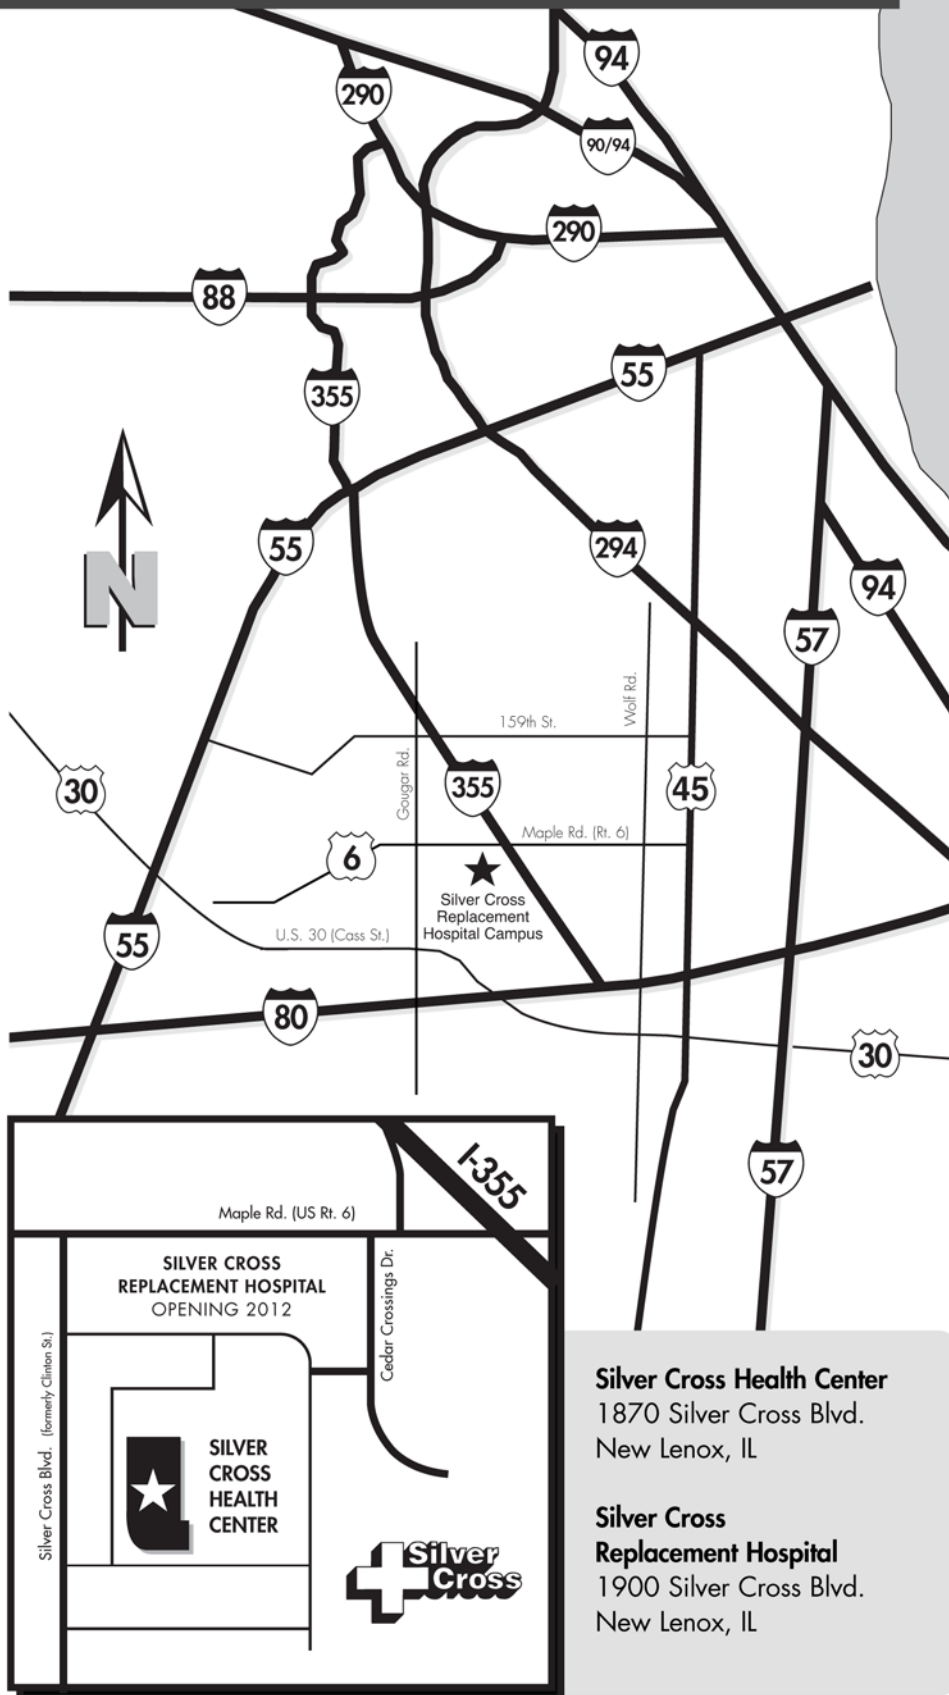 94
290
90/94
290
88
55
355
55
294
94
N
57
Wolf Rd.
159th St.
Gougar Rd.
30
355
45
Maple Rd. (Rt. 6)
6
Silver Cross
Replacement
Hospital Campus
55
U.S. 30 (Cass St.)
80
30
57
I-355
Maple Rd. (US Rt. 6)
SILVER CROSS
REPLACEMENT HOSPITAL
OPENING 2012
Cedar Crossings Dr.
Silver Cross Blvd. (formerly Clinton St.)
SILVER
CROSS
HEALTH
CENTER
Silver
Cross
Silver Cross Health Center
1870 Silver Cross Blvd.
New Lenox, IL
Silver Cross
Replacement Hospital
1900 Silver Cross Blvd.
New Lenox, IL